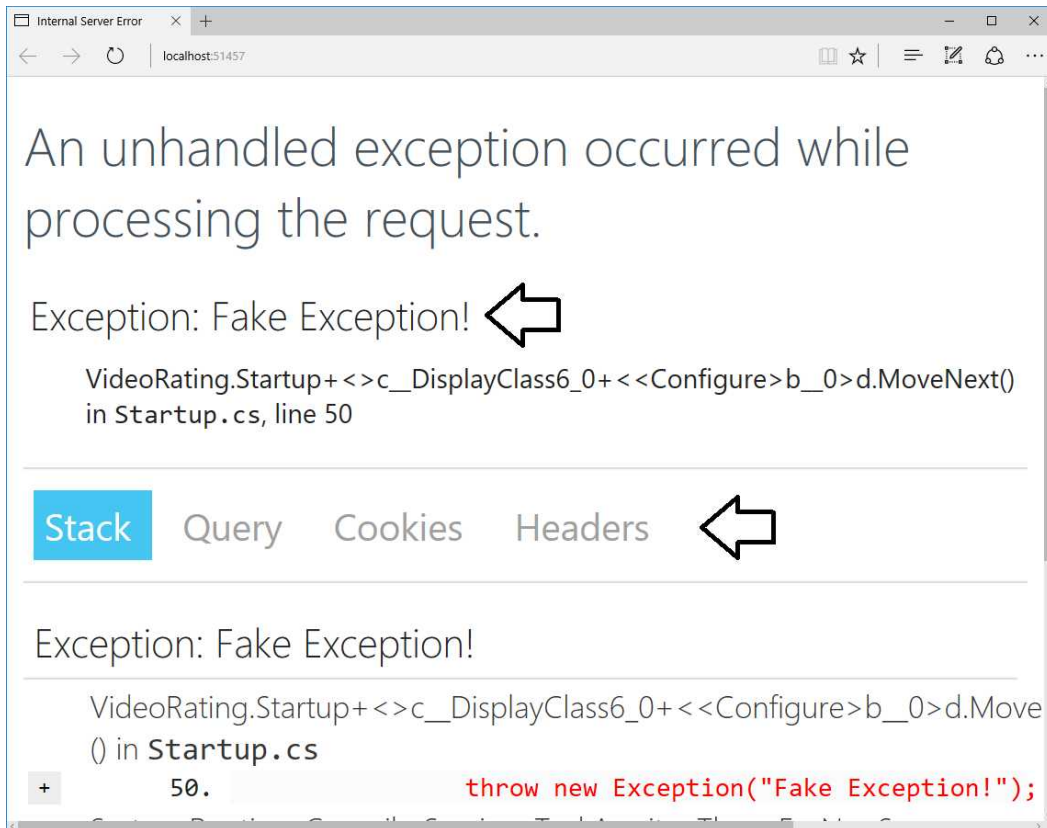 Internal Server Error
localhost:51457
An unhandled exception occurred while
processing the request.
Exception: Fake Exception!
VideoRating.Startup+<>c__DisplayClass6_0+<<Configure>b__0>d.MoveNext()
in Startup.cs, line 50
Stack Query Cookies Headers
Exception: Fake Exception!
VideoRating.Startup+<>c__DisplayClass6_0+<<Configure>b__0>d.Move
() in Startup.cs
+ 50. throw new Exception("Fake Exception!");